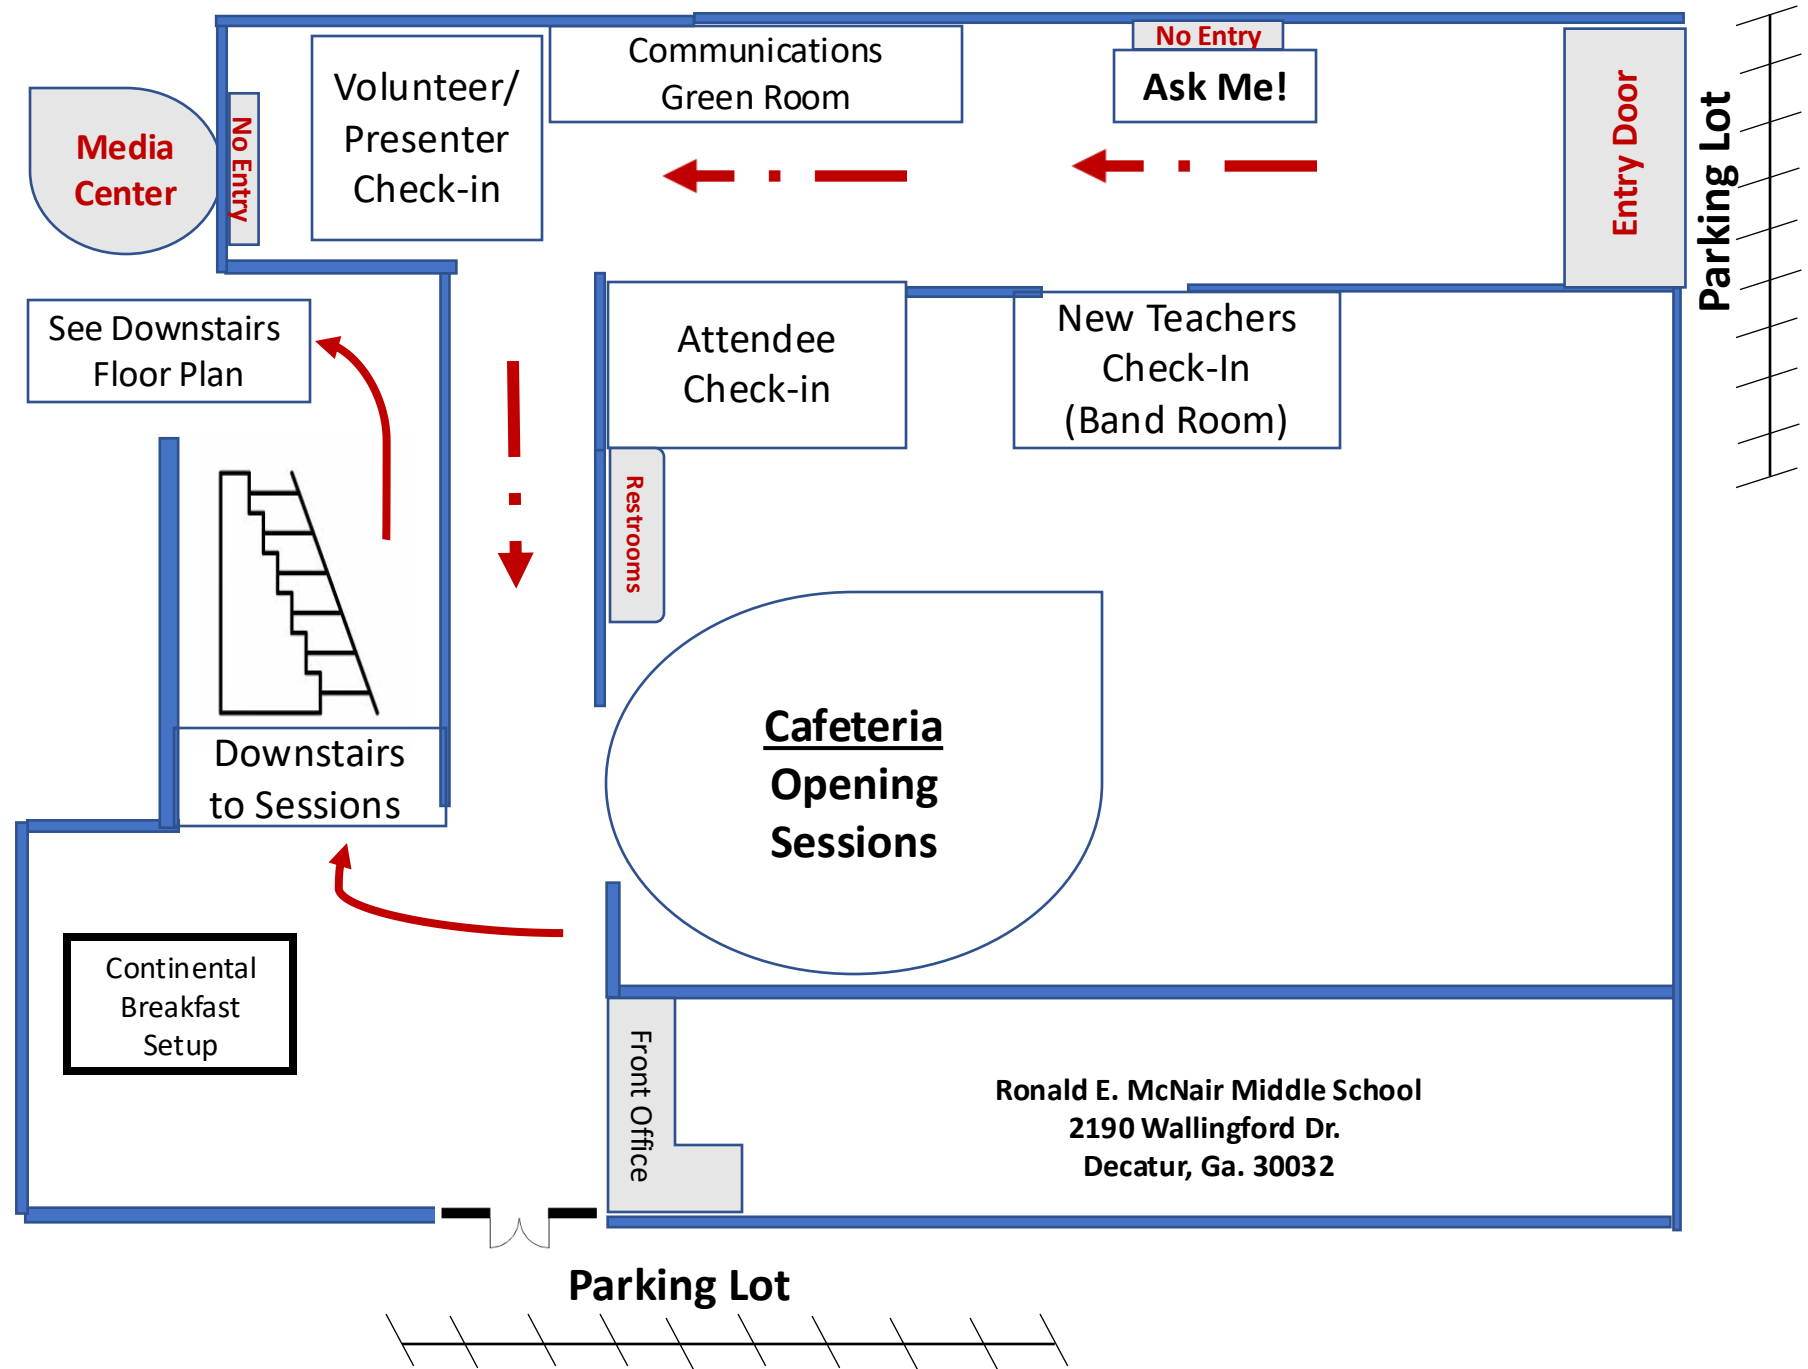 No Entry
Ask Me!
Communications
Green Room
Volunteer/
Presenter
Check-in
No Entry
Media
Center
Entry Door
Parking Lot
See Downstairs
Floor Plan
Attendee
Check-in
New Teachers
Check-In
(Band Room)
Restrooms
Cafeteria
Opening
Sessions
Downstairs
to Sessions
Continental
Breakfast
Setup
Front Office
Ronald E. McNair Middle School
2190 Wallingford Dr.
Decatur, Ga. 30032
Parking Lot